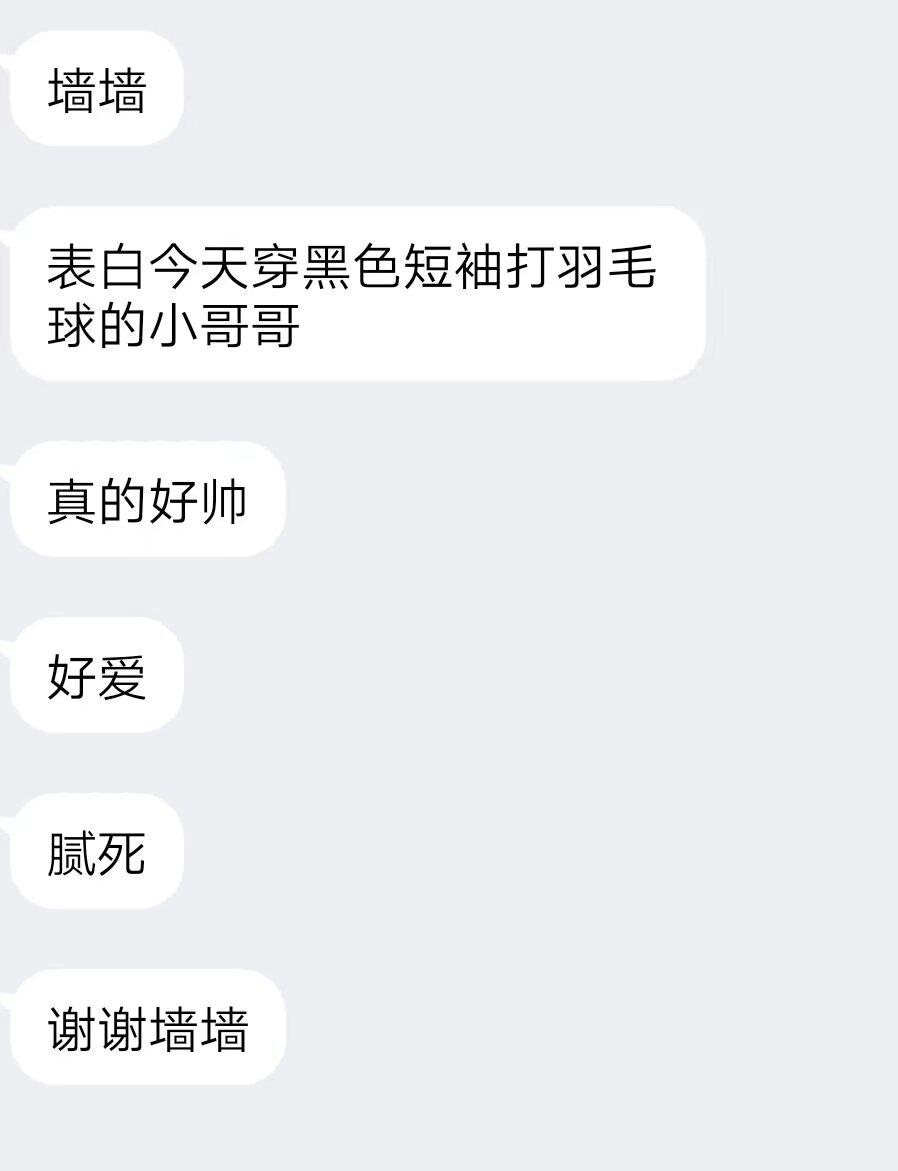 墙墙
表白今天穿黑色短袖打羽毛
球的小哥哥
真的好帅
好爱
腻死
谢谢墙墙